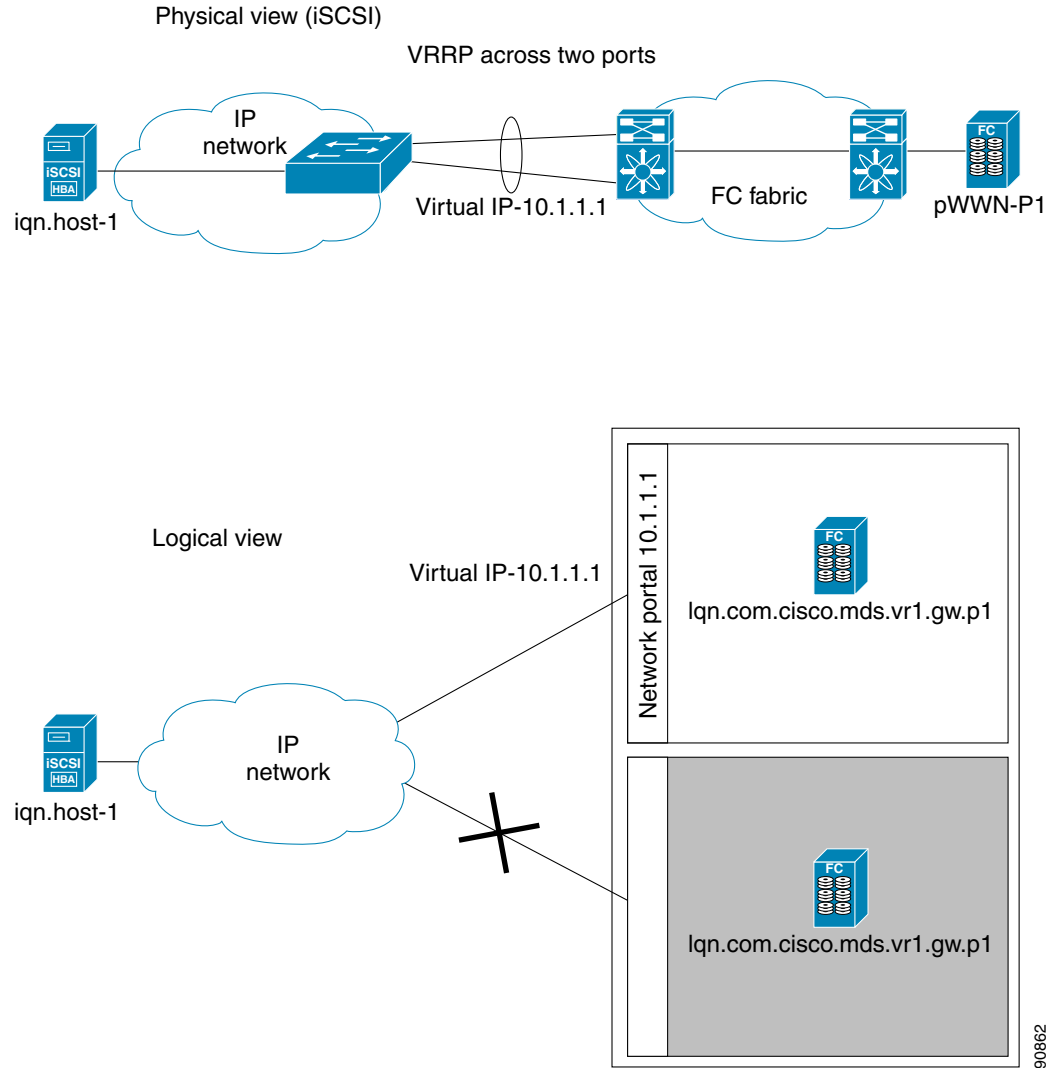 Physical view (iSCSI)
VRRP across two ports
IP
network
iSCSI
HBA
iqn.host-1
Virtual IP-10.1.1.1
FC fabric
FC
pWWN-P1
Logical view
Virtual IP-10.1.1.1
Network portal 10.1.1.1
FC
lqn.com.cisco.mds.vr1.gw.p1
iSCSI
HBA
iqn.host-1
IP
network
FC
lqn.com.cisco.mds.vr1.gw.p1
90862